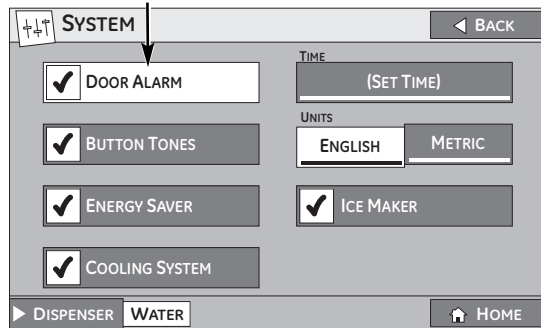 SYSTEM
BACK
DOOR ALARM
BUTTON TONES
ENERGY SAVER
COOLING SYSTEM
TIME
(SET TIME)
UNITS
ENGLISH METRIC
ICE MAKER
DISPENSER WATER
HOME